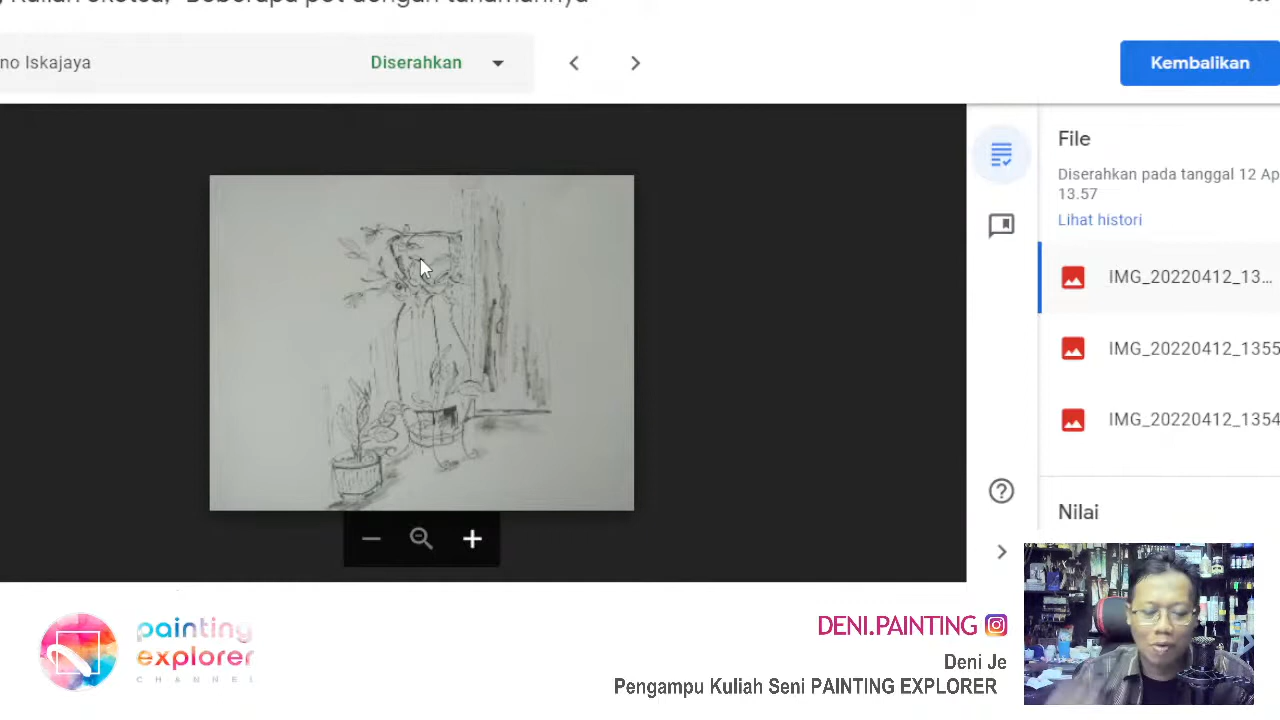 Kuliah sketsa, "Beberapa pot dengan tanamannya"
no Iskajaya
Diserahkan
Kembalikan
File
Diserahkan pada tanggal 12 Ap
13.57
Lihat histori
IMG_20220412_13...
IMG_20220412_1355
IMG_20220412_1354
Nilai
painting
explorer
CHANNEL
DENI.PAINTING
Deni Je
Pengampu Kuliah Seni PAINTING EXPLORER